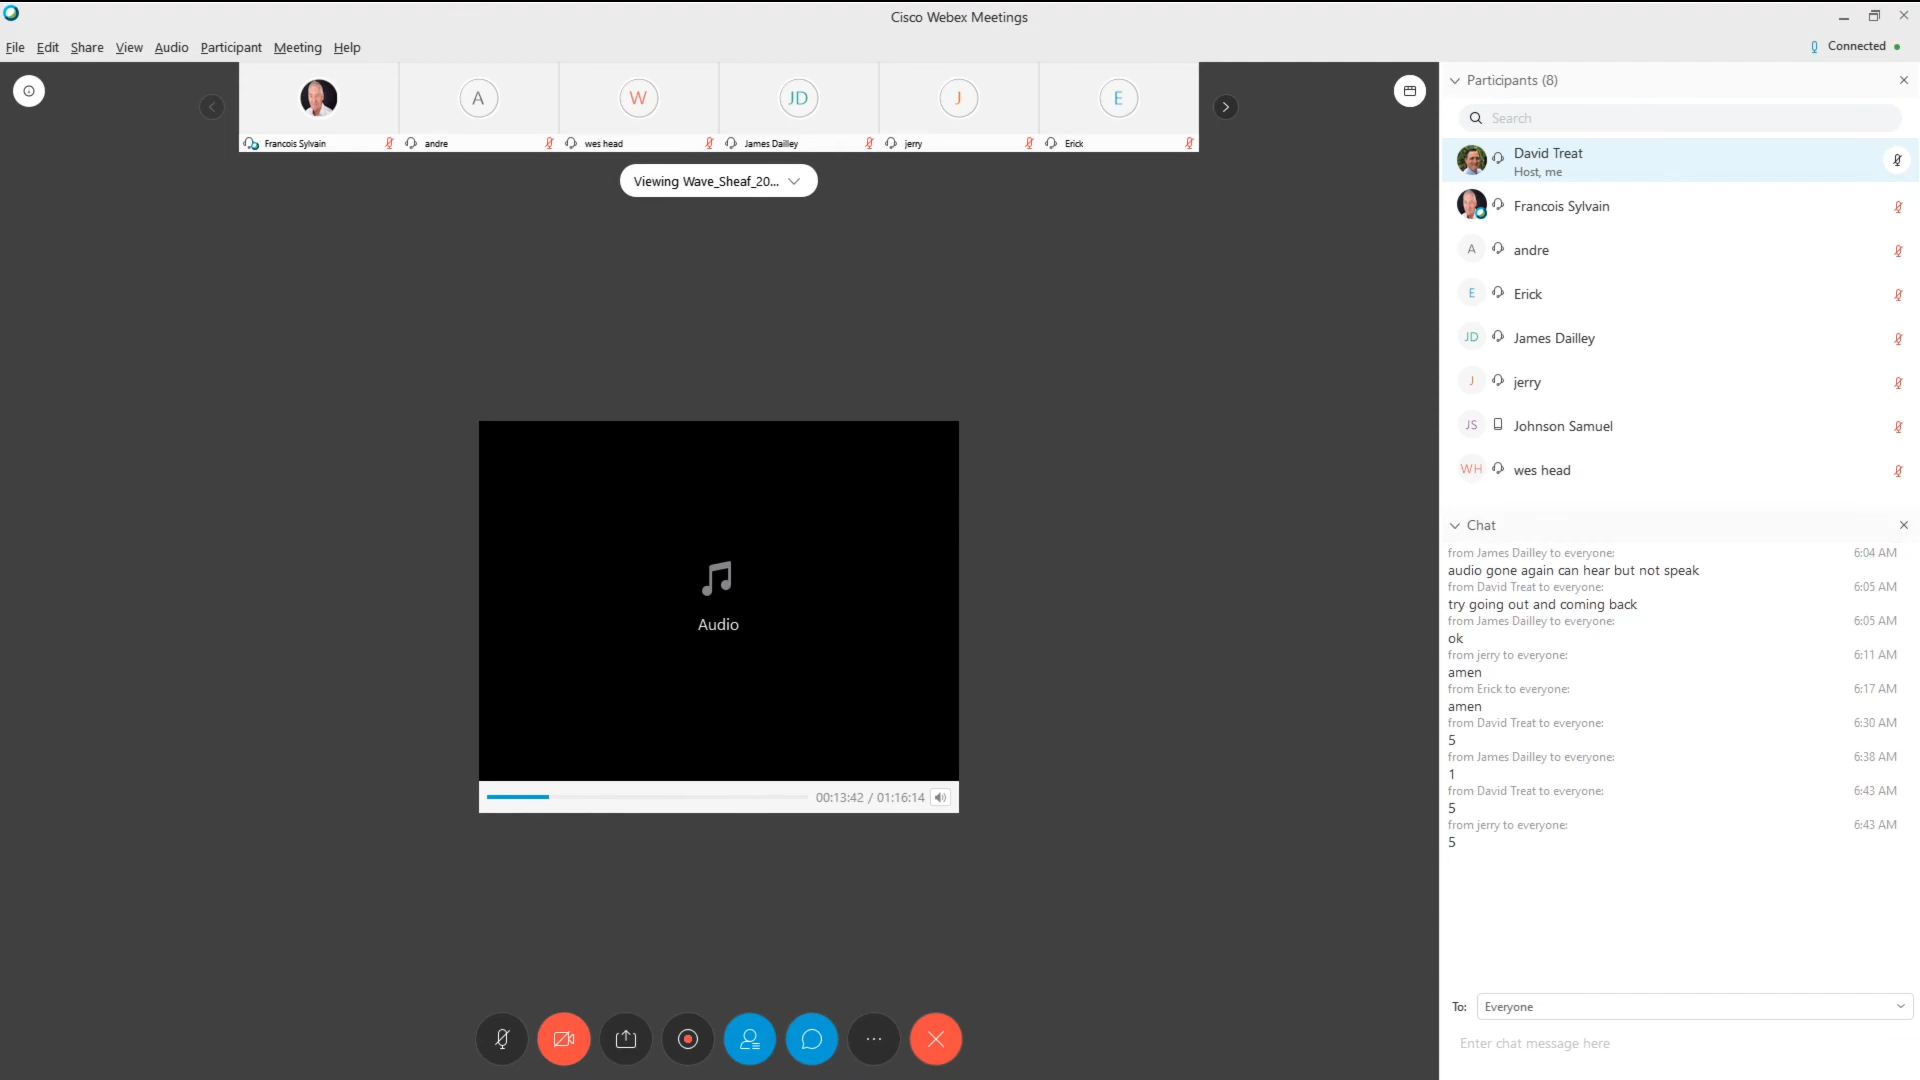 Cisco Webex Meetings
File Edit Share View Audio Participant Meeting Help
Connected
A
W
JD
J
E
Francois Sylvain
andre
wes head
James Dailley
jerry
Erick
Viewing Wave_Sheaf_20...
Audio
00:13:42 / 01:16:14
Participants (8)
Search
David Treat
Host, me
Francois Sylvain
A andre
E Erick
JD James Dailley
J jerry
JS Johnson Samuel
WH wes head
Chat
from James Dailley to everyone: 6:04 AM
audio gone again can hear but not speak
from David Treat to everyone: 6:05 AM
try going out and coming back
from James Dailley to everyone: 6:05 AM
ok
from jerry to everyone: 6:11 AM
amen
from Erick to everyone: 6:17 AM
amen
from David Treat to everyone: 6:30 AM
5
from James Dailley to everyone: 6:38 AM
1
from David Treat to everyone: 6:43 AM
5
from jerry to everyone: 6:43 AM
5
To: Everyone
Enter chat message here